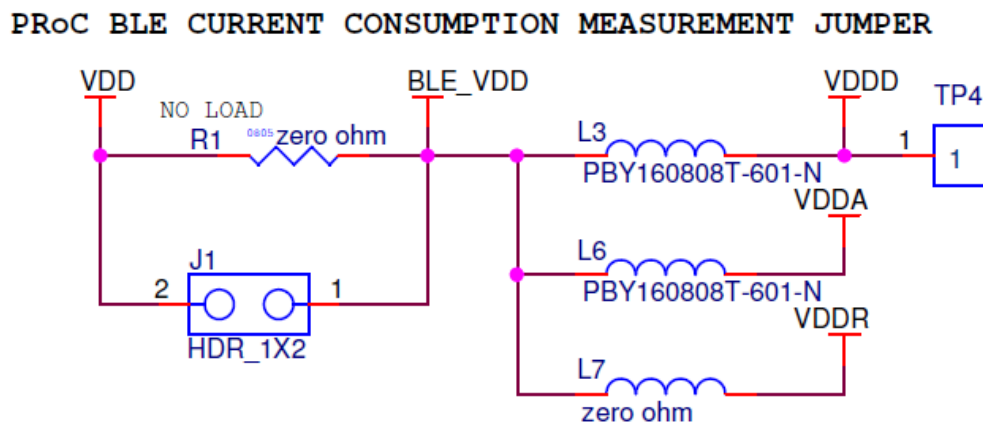 PRoC BLE CURRENT CONSUMPTION MEASUREMENT JUMPER
VDD
BLE_VDD
VDDD
TP4
NO LOAD
R1
0805
zero ohm
L3
1
1
PBY160808T-601-N
VDDA
J1
2
1
HDR_1X2
L6
PBY160808T-601-N
VDDR
L7
zero ohm